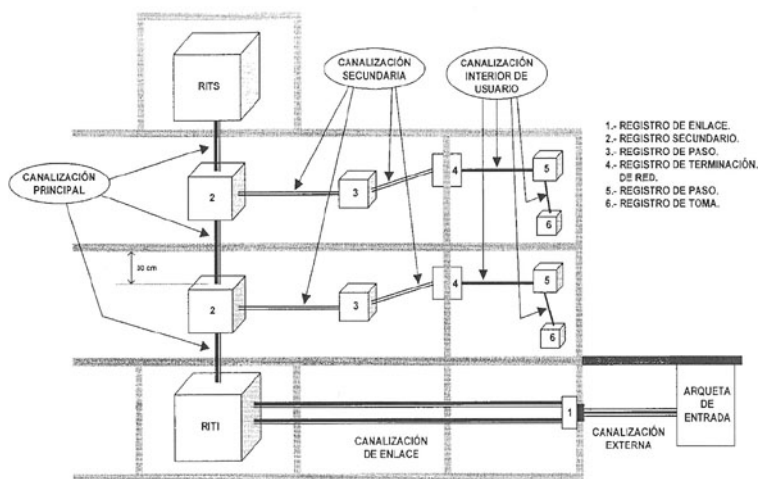 RITS
CANALIZACIÓN
SECUNDARIA
CANALIZACIÓN
INTERIOR DE
USUARIO
1.- REGISTRO DE ENLACE.
2.- REGISTRO SECUNDARIO.
3.- REGISTRO DE PASO.
4.- REGISTRO DE TERMINACIÓN.
DE RED.
5.- REGISTRO DE PASO.
6.- REGISTRO DE TOMA.
CANALIZACIÓN
PRINCIPAL
2
3
4
5
6
30 cm
2
3
4
5
6
RITI
1
CANALIZACIÓN
DE ENLACE
CANALIZACIÓN
EXTERNA
ARQUETA
DE
ENTRADA